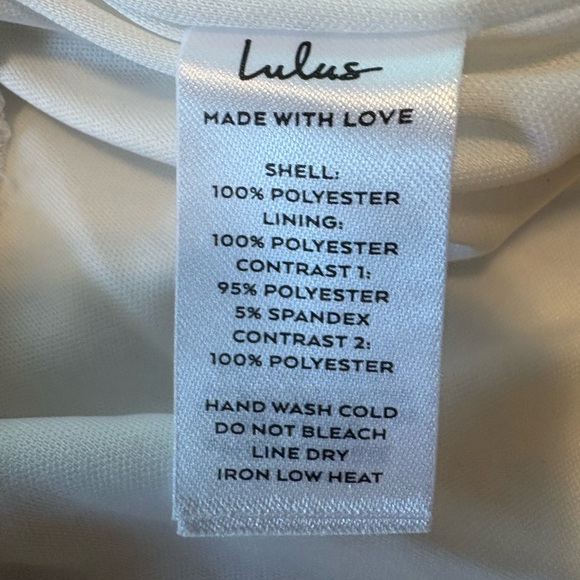 Lulus
MADE WITH LOVE
SHELL:
100% POLYESTER
LINING:
100% POLYESTER
CONTRAST 1:
95% POLYESTER
5% SPANDEX
CONTRAST 2:
100% POLYESTER
HAND WASH COLD
DO NOT BLEACH
LINE DRY
IRON LOW HEAT